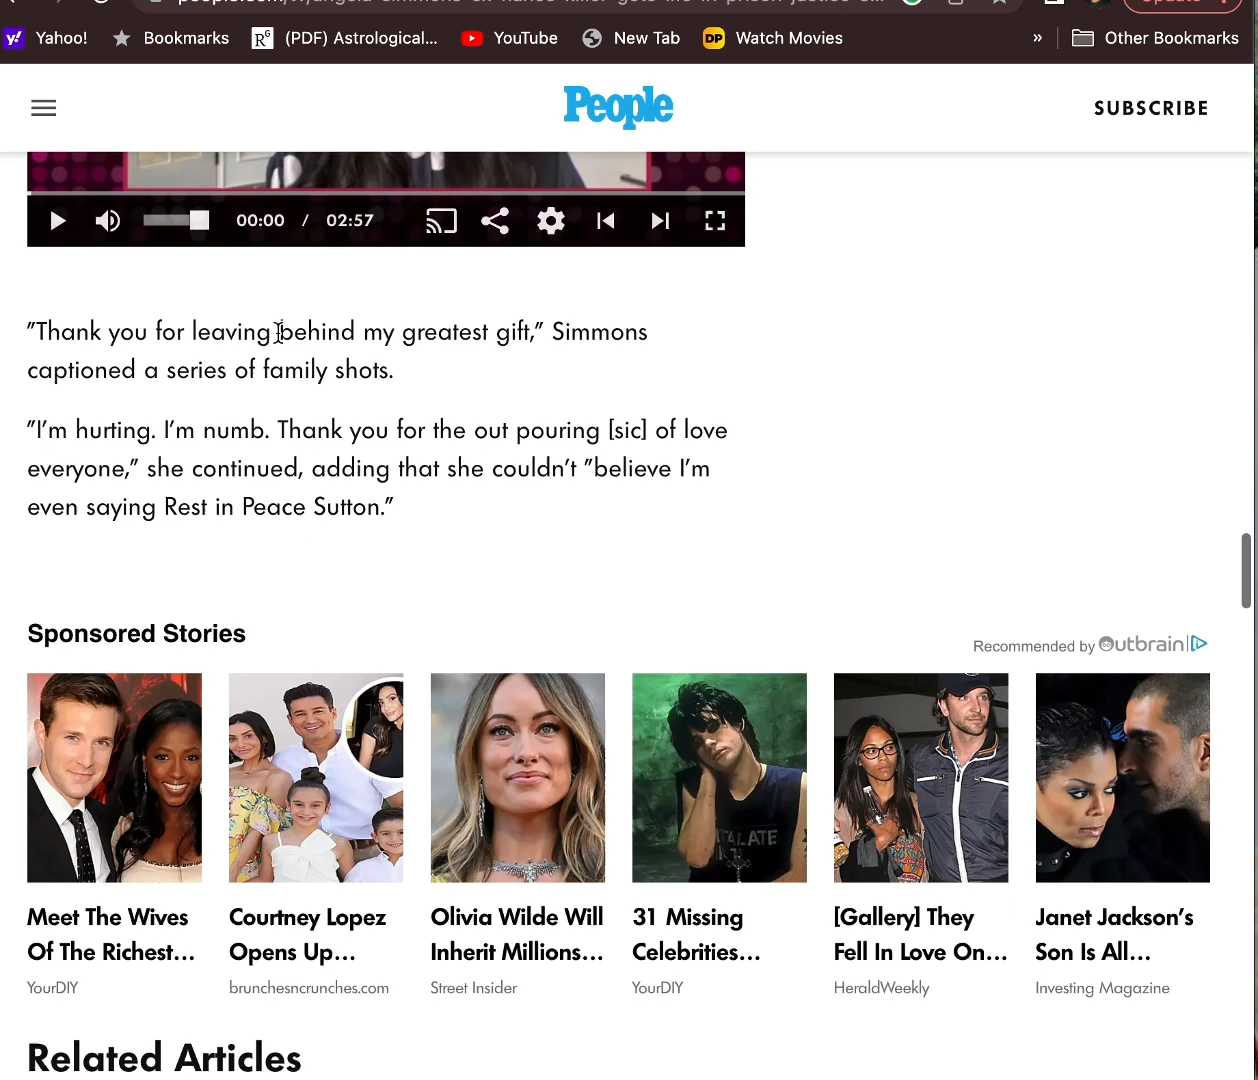 Yahoo! Bookmarks (PDF) Astrological... YouTube New Tab Watch Movies » Other Bookmarks
People
SUBSCRIBE
00:00 / 02:57
"Thank you for leaving behind my greatest gift," Simmons
captioned a series of family shots.
"I'm hurting. I'm numb. Thank you for the out pouring [sic] of love
everyone," she continued, adding that she couldn't "believe I'm
even saying Rest in Peace Sutton."
Sponsored Stories
Recommended by Outbrain
Meet The Wives
Of The Richest...
YourDIY
Courtney Lopez
Opens Up...
brunchesncrunches.com
Olivia Wilde Will
Inherit Millions...
Street Insider
31 Missing
Celebrities...
YourDIY
[Gallery] They
Fell In Love On...
HeraldWeekly
Janet Jackson's
Son Is All...
Investing Magazine
Related Articles